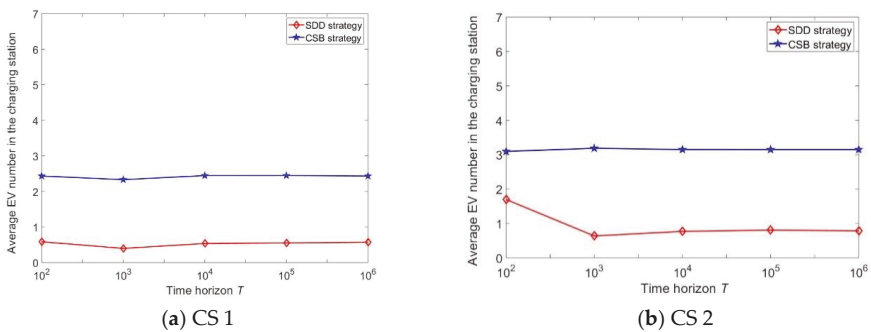 7
6
5
4
3
2
1
0
Average EV number in the charging station
SDD strategy
CSB strategy
10^2 10^3 10^4 10^5 10^6
Time horizon T
(a) CS 1
7
6
5
4
3
2
1
0
Average EV number in the charging station
SDD strategy
CSB strategy
10^2 10^3 10^4 10^5 10^6
Time horizon T
(b) CS 2